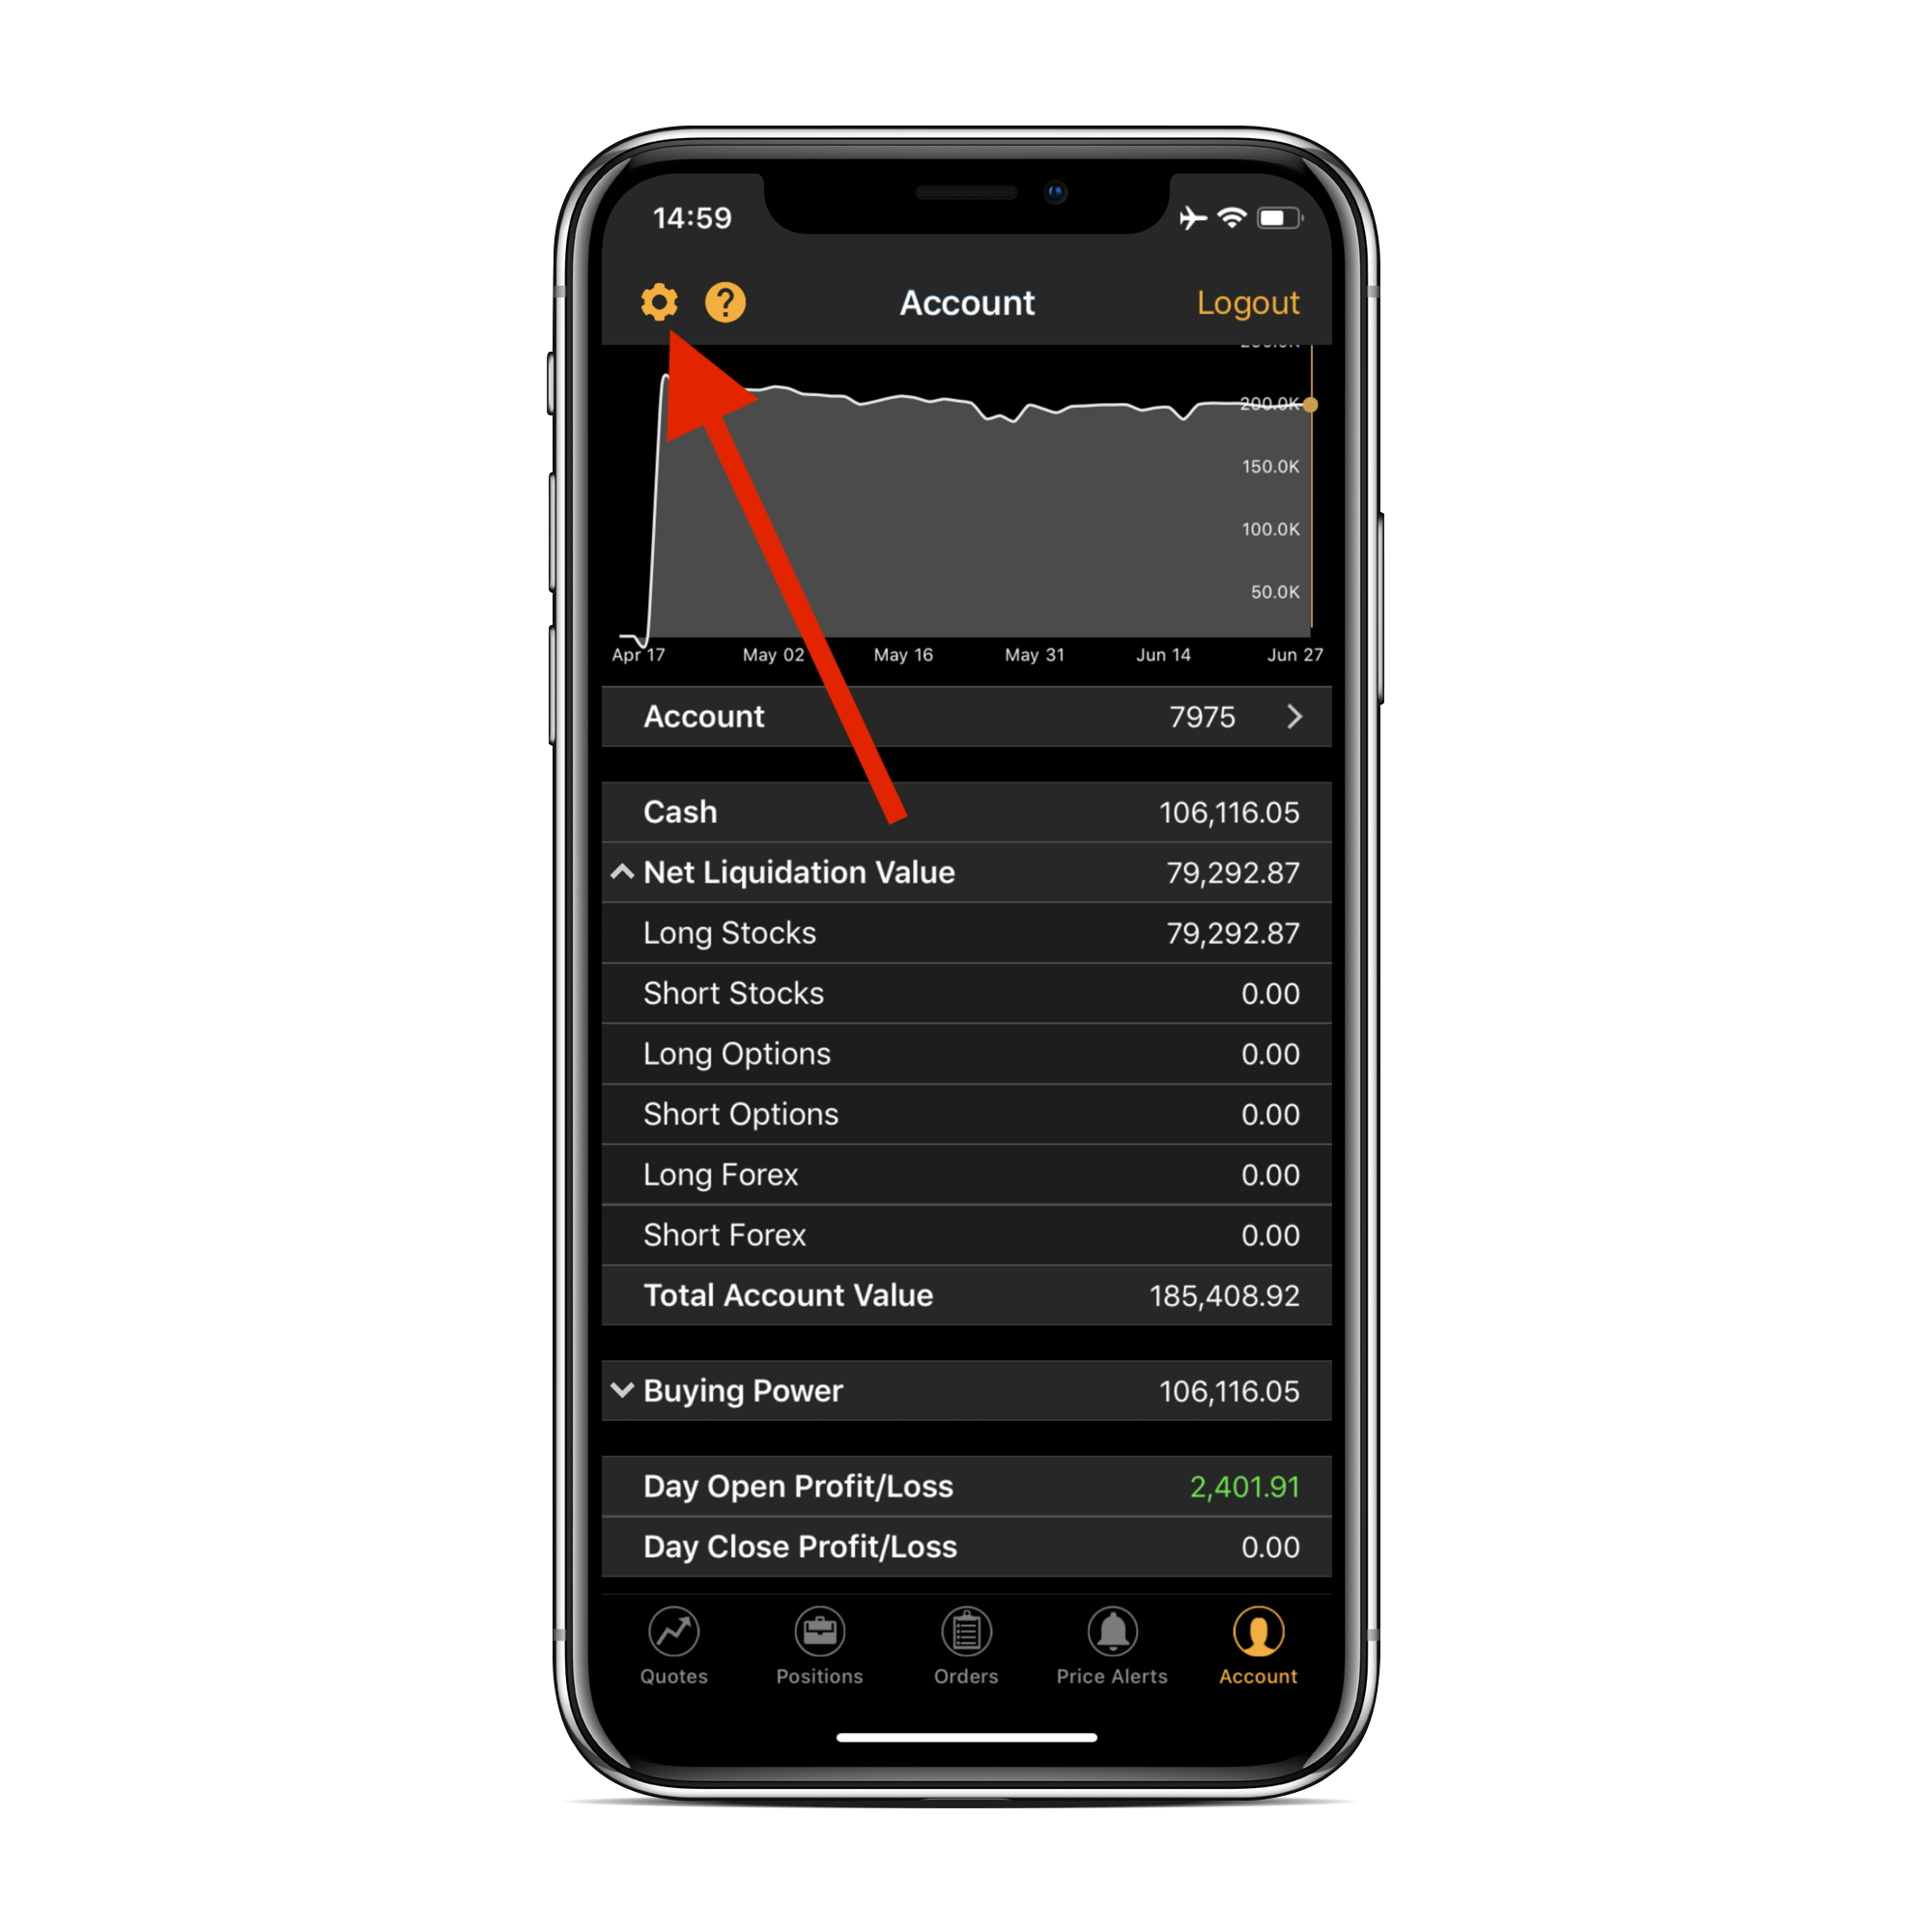 14:59
? Account Logout
200.0K
150.0K
100.0K
50.0K
Apr 17 May 02 May 16 May 31 Jun 14 Jun 27
Account 7975
Cash 106,116.05
Net Liquidation Value 79,292.87
Long Stocks 79,292.87
Short Stocks 0.00
Long Options 0.00
Short Options 0.00
Long Forex 0.00
Short Forex 0.00
Total Account Value 185,408.92
Buying Power 106,116.05
Day Open Profit/Loss 2,401.91
Day Close Profit/Loss 0.00
Quotes Positions Orders Price Alerts Account